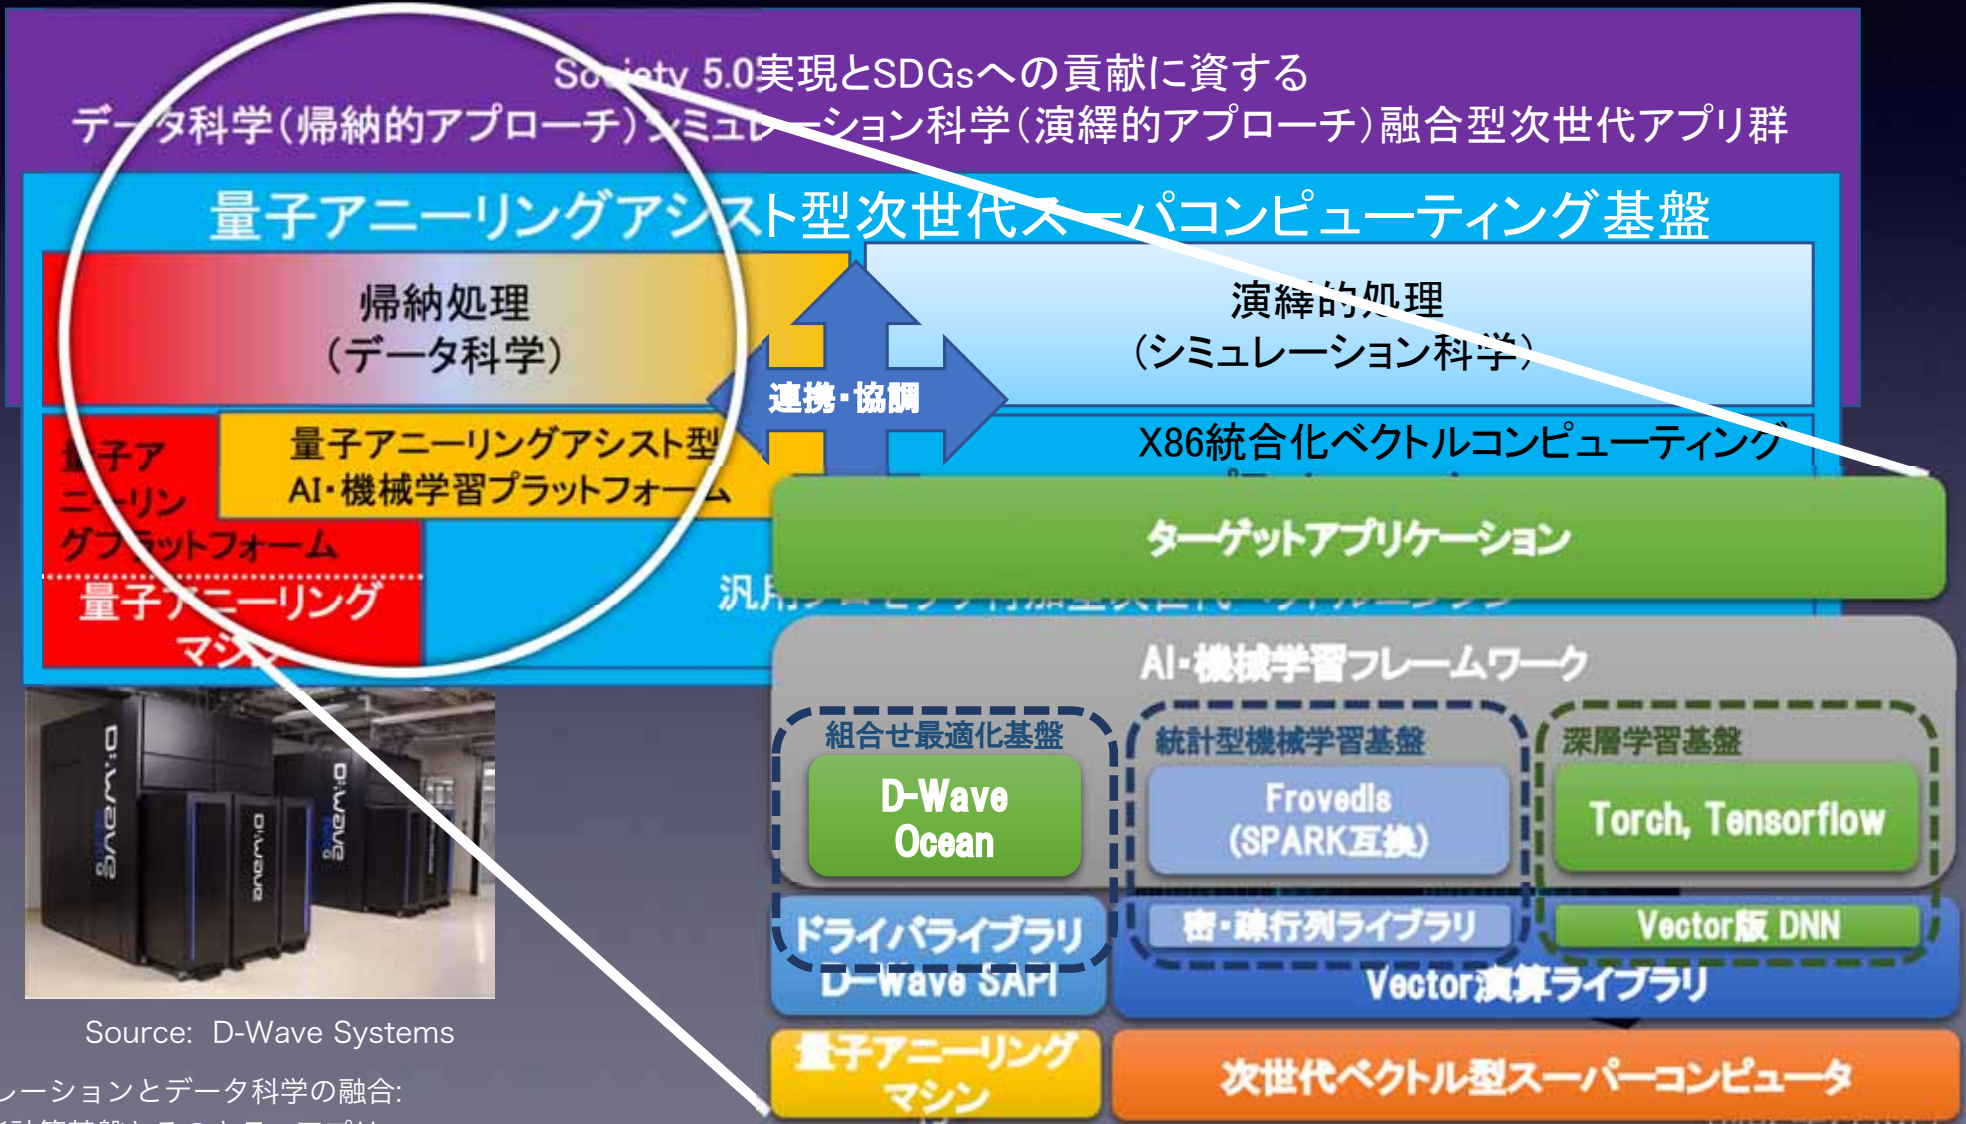 Society 5.0実現とSDGsへの貢献に資する
データ科学（帰納的アプローチ）シミュレーション科学（演繹的アプローチ）融合型次世代アプリ群
量子アニーリングアシスト型次世代スーパコンピューティング基盤
帰納処理
（データ科学）
演繹的処理
（シミュレーション科学）
連携・協調
量子ア
ニーリン
グプラットフォーム
量子アニーリングアシスト型
AI・機械学習プラットフォーム
X86統合化ベクトルコンピューティング
量子アニーリング
マシン
ターゲットアプリケーション
AI・機械学習フレームワーク
組合せ最適化基盤
D-Wave
Ocean
統計型機械学習基盤
Frovedis
(SPARK互換)
深層学習基盤
Torch, Tensorflow
ドライバライブラリ
D-Wave SAPI
密・疎行列ライブラリ
Vector版 DNN
Vector演算ライブラリ
量子アニーリング
マシン
次世代ベクトル型スーパーコンピュータ
D:WAVE
D:WAVE
D:WAVE
Source: D-Wave Systems
レーションとデータ科学の融合: